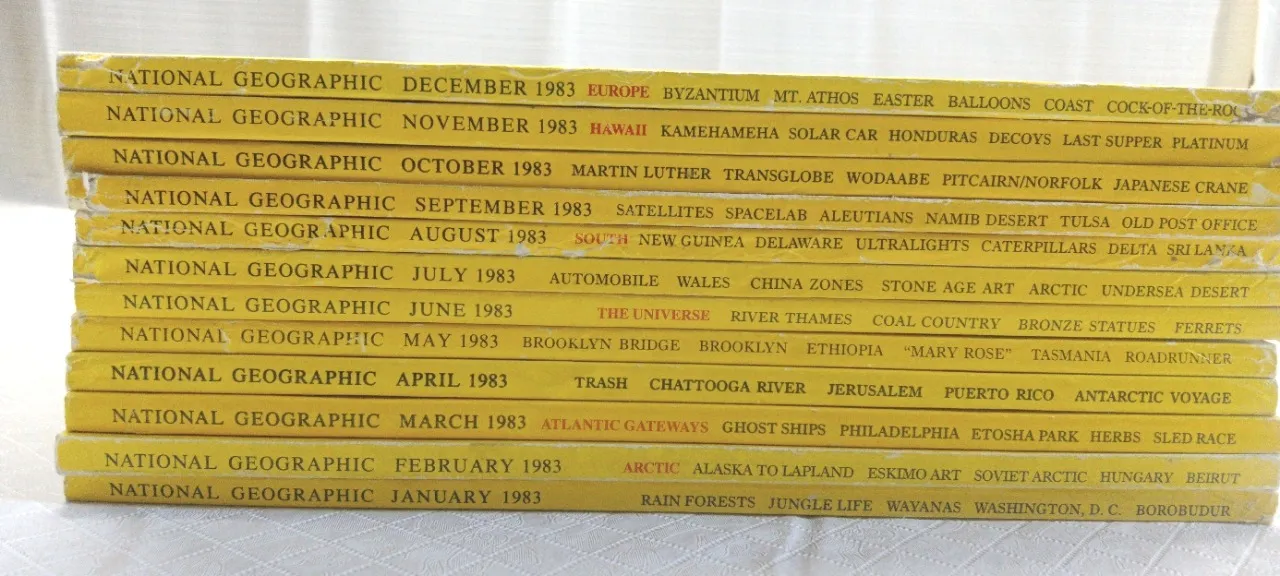 NATIONAL GEOGRAPHIC DECEMBER 1983 EUROPE BYZANTIUM MT. ATHOS EASTER BALLOONS COAST COCK-OF-THE-ROC
NATIONAL GEOGRAPHIC NOVEMBER 1983 HAWAII KAMEHAMEHA SOLAR CAR HONDURAS DECOYS LAST SUPPER PLATINUM
NATIONAL GEOGRAPHIC OCTOBER 1983 MARTIN LUTHER TRANSGLOBE WODAABE PITCAIRN/NORFOLK JAPANESE CRANE
NATIONAL GEOGRAPHIC SEPTEMBER 1983 SATELLITES SPACELAB ALEUTIANS NAMIB DESERT TULSA OLD POST OFFICE
NATIONAL GEOGRAPHIC AUGUST 1983 SOUTH NEW GUINEA DELAWARE ULTRALIGHTS CATERPILLARS DELTA SRI LANKA
NATIONAL GEOGRAPHIC JULY 1983 AUTOMOBILE WALES CHINA ZONES STONE AGE ART ARCTIC UNDERSEA DESERT
NATIONAL GEOGRAPHIC JUNE 1983 THE UNIVERSE RIVER THAMES COAL COUNTRY BRONZE STATUES FERRETS
NATIONAL GEOGRAPHIC MAY 1983 BROOKLYN BRIDGE BROOKLYN ETHIOPIA “MARY ROSE” TASMANIA ROADRUNNER
NATIONAL GEOGRAPHIC APRIL 1983 TRASH CHATTOOGA RIVER JERUSALEM PUERTO RICO ANTARCTIC VOYAGE
NATIONAL GEOGRAPHIC MARCH 1983 ATLANTIC GATEWAYS GHOST SHIPS PHILADELPHIA ETOSHA PARK HERBS SLED RACE
NATIONAL GEOGRAPHIC FEBRUARY 1983 ARCTIC ALASKA TO LAPLAND ESKIMO ART SOVIET ARCTIC HUNGARY BEIRUT
NATIONAL GEOGRAPHIC JANUARY 1983 RAIN FORESTS JUNGLE LIFE WAYANAS WASHINGTON, D. C. BOROBUDUR